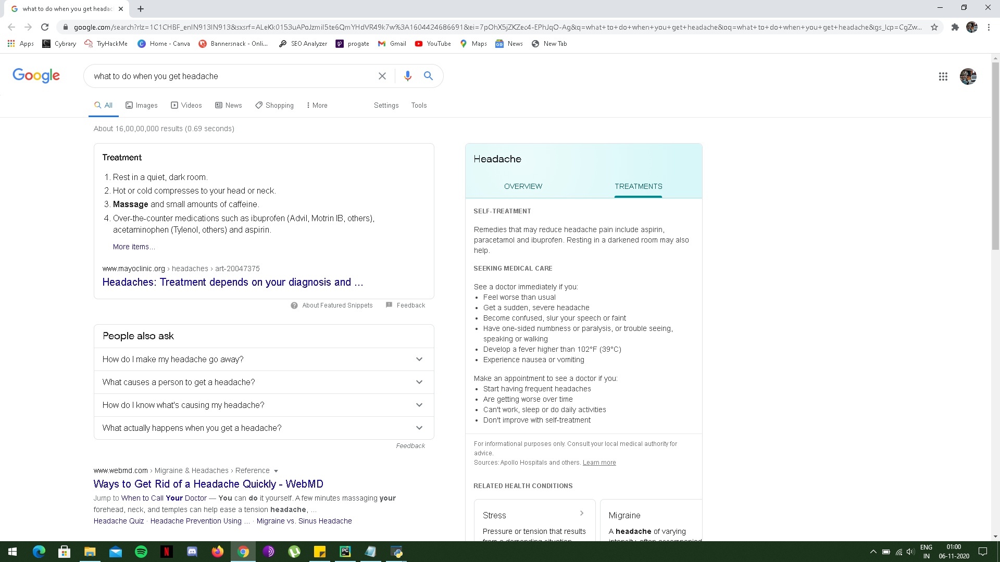 what to do when you get headac
google.com/search?rlz=1C1CHBF_enIN913IN913&sxsrf=ALeKk0153uAPoJzmiI5te6QmYHdVR49k7w%3A1604424686691&ei=7pOhX5jZKZec4-EPhJqO-Ag&q=what+to+do+when+you+get+headache&oq=what+to+do+when+you+get+headache&gs_lcp=CgZw...
Apps Cybrary TryHackMe Home - Canva Bannersnack - Onli... SEO Analyzer progate Gmail YouTube Maps News New Tab
Google what to do when you get headache
All Images Videos News Shopping More Settings Tools
About 16,00,00,000 results (0.69 seconds)
Treatment
1. Rest in a quiet, dark room.
2. Hot or cold compresses to your head or neck.
3. Massage and small amounts of caffeine.
4. Over-the-counter medications such as ibuprofen (Advil, Motrin IB, others),
acetaminophen (Tylenol, others) and aspirin.
More items...
www.mayoclinic.org › headaches › art-20047375
Headaches: Treatment depends on your diagnosis and ...
About Featured Snippets Feedback
People also ask
How do I make my headache go away?
What causes a person to get a headache?
How do I know what's causing my headache?
What actually happens when you get a headache?
Feedback
www.webmd.com › Migraine & Headaches › Reference
Ways to Get Rid of a Headache Quickly - WebMD
Jump to When to Call Your Doctor — You can do it yourself. A few minutes massaging your
forehead, neck, and temples can help ease a tension headache, ...
Headache Quiz · Headache Prevention Using ... · Migraine vs. Sinus Headache
Headache
OVERVIEW TREATMENTS
SELF-TREATMENT
Remedies that may reduce headache pain include aspirin,
paracetamol and ibuprofen. Resting in a darkened room may also
help.
SEEKING MEDICAL CARE
See a doctor immediately if you:
• Feel worse than usual
• Get a sudden, severe headache
• Become confused, slur your speech or faint
• Have one-sided numbness or paralysis, or trouble seeing,
speaking or walking
• Develop a fever higher than 102°F (39°C)
• Experience nausea or vomiting
Make an appointment to see a doctor if you:
• Start having frequent headaches
• Are getting worse over time
• Can't work, sleep or do daily activities
• Don't improve with self-treatment
For informational purposes only. Consult your local medical authority for
advice.
Sources: Apollo Hospitals and others. Learn more
RELATED HEALTH CONDITIONS
Stress
Pressure or tension that results
from a demanding situation
Migraine
A headache of varying
intensity, often accompanied
ENG
IN
01:00
06-11-2020